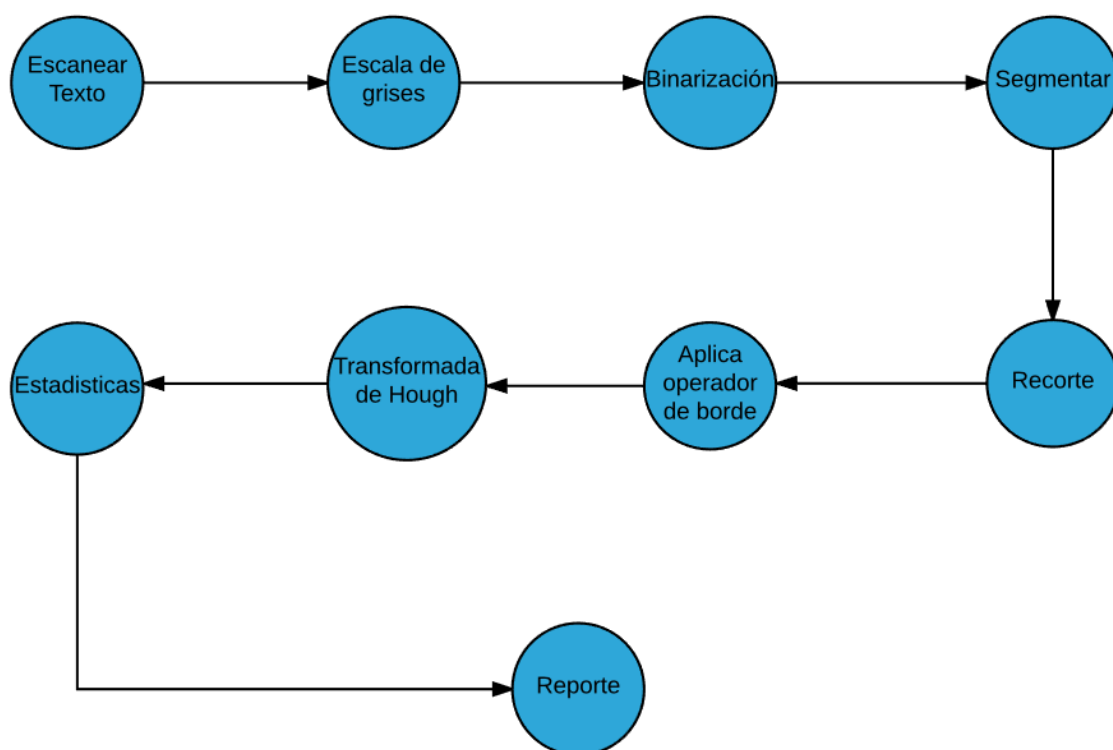 Escanear
Texto
Escala de
grises
Binarización
Segmentar
Recorte
Aplica
operador
de borde
Transformada
de Hough
Estadisticas
Reporte